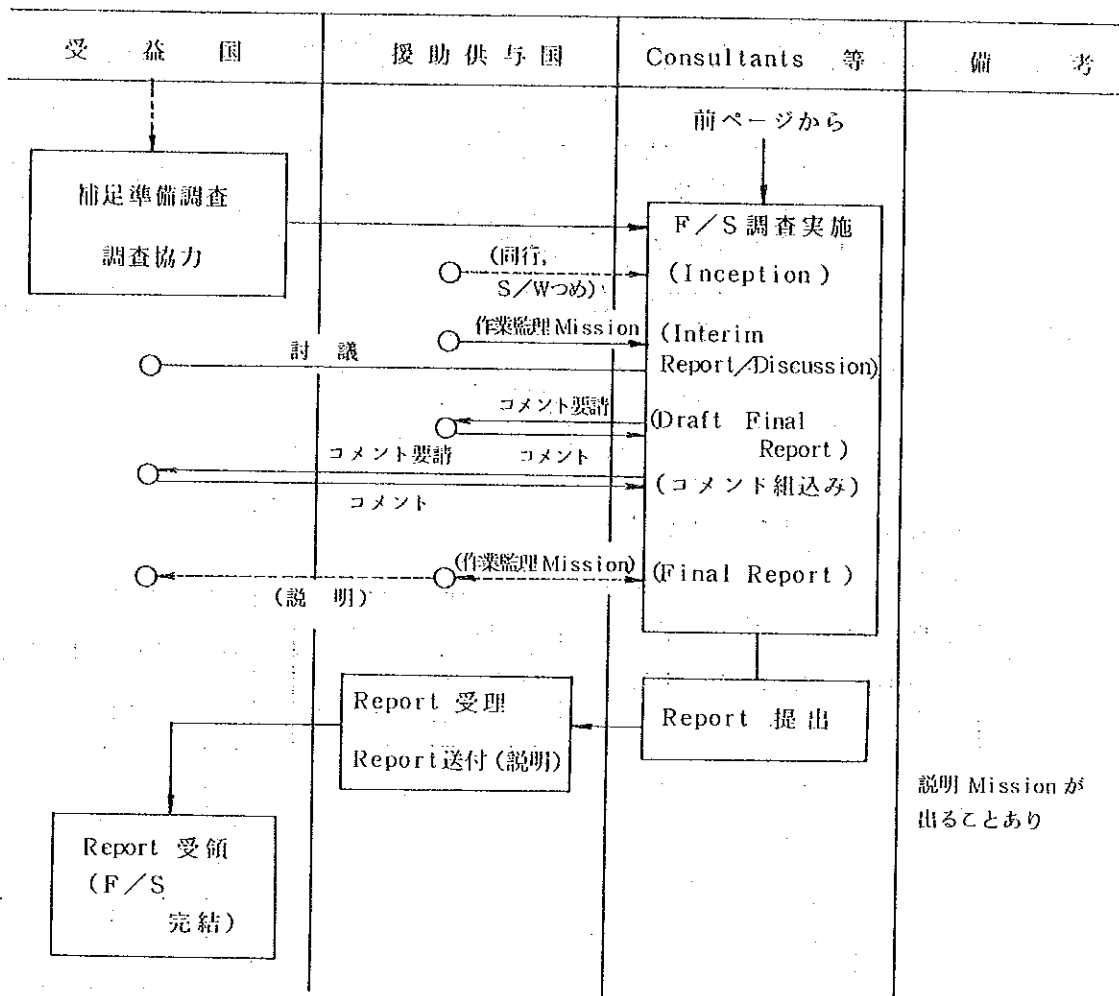 受益国 援助供与国 Consultants 等 備考
前ページから
補足準備調査
調査協力
F／S 調査実施
(同行,
S／Wつめ)
(Inception)
作業監理 Mission
(Interim
Report／Discussion)
討議
コメント要請
(Draft Final
Report)
コメント
コメント要請
(コメンド組込み)
コメント
(作業監理 Mission)
(Final Report)
(説明)
Report 受理
Report 送付 (説明)
Report 提出
説明 Mission が
出ることあり
Report 受領
(F／S
完結)